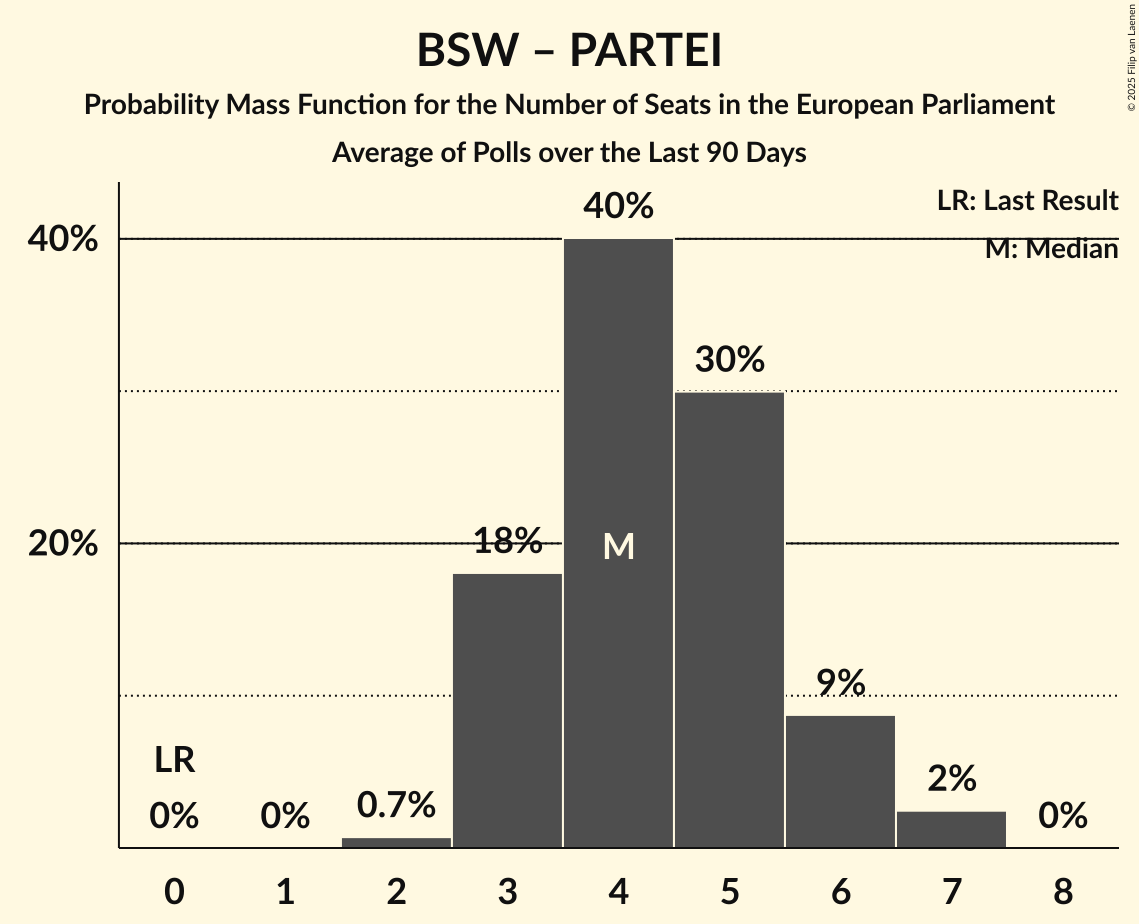 BSW – PARTEI
Probability Mass Function for the Number of Seats in the European Parliament
Average of Polls over the Last 90 Days
© 2025 Filip van Laenen
LR: Last Result
M: Median
40%
20%
LR
0%
0%
0.7%
18%
40%
M
30%
9%
2%
0%
0 1 2 3 4 5 6 7 8